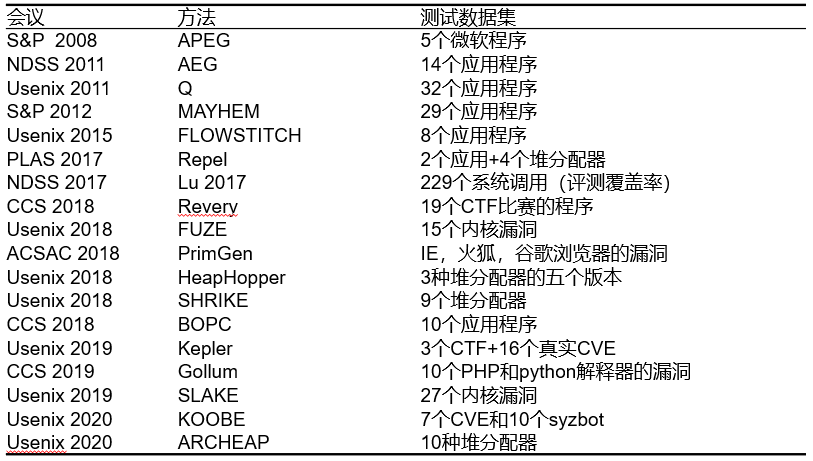 会议 方法 测试数据集
S&P 2008 APEG 5个微软程序
NDSS 2011 AEG 14个应用程序
Usenix 2011 Q 32个应用程序
S&P 2012 MAYHEM 29个应用程序
Usenix 2015 FLOWSTITCH 8个应用程序
PLAS 2017 Repel 2个应用+4个堆分配器
NDSS 2017 Lu 2017 229个系统调用（评测覆盖率）
CCS 2018 Revery 19个CTF比赛的程序
Usenix 2018 FUZE 15个内核漏洞
ACSAC 2018 PrimGen IE，火狐，谷歌浏览器的漏洞
Usenix 2018 HeapHopper 3种堆分配器的五个版本
Usenix 2018 SHRIKE 9个堆分配器
CCS 2018 BOPC 10个应用程序
Usenix 2019 Kepler 3个CTF+16个真实CVE
CCS 2019 Gollum 10个PHP和python解释器的漏洞
Usenix 2019 SLAKE 27个内核漏洞
Usenix 2020 KOOBE 7个CVE和10个syzbot
Usenix 2020 ARCHEAP 10种堆分配器